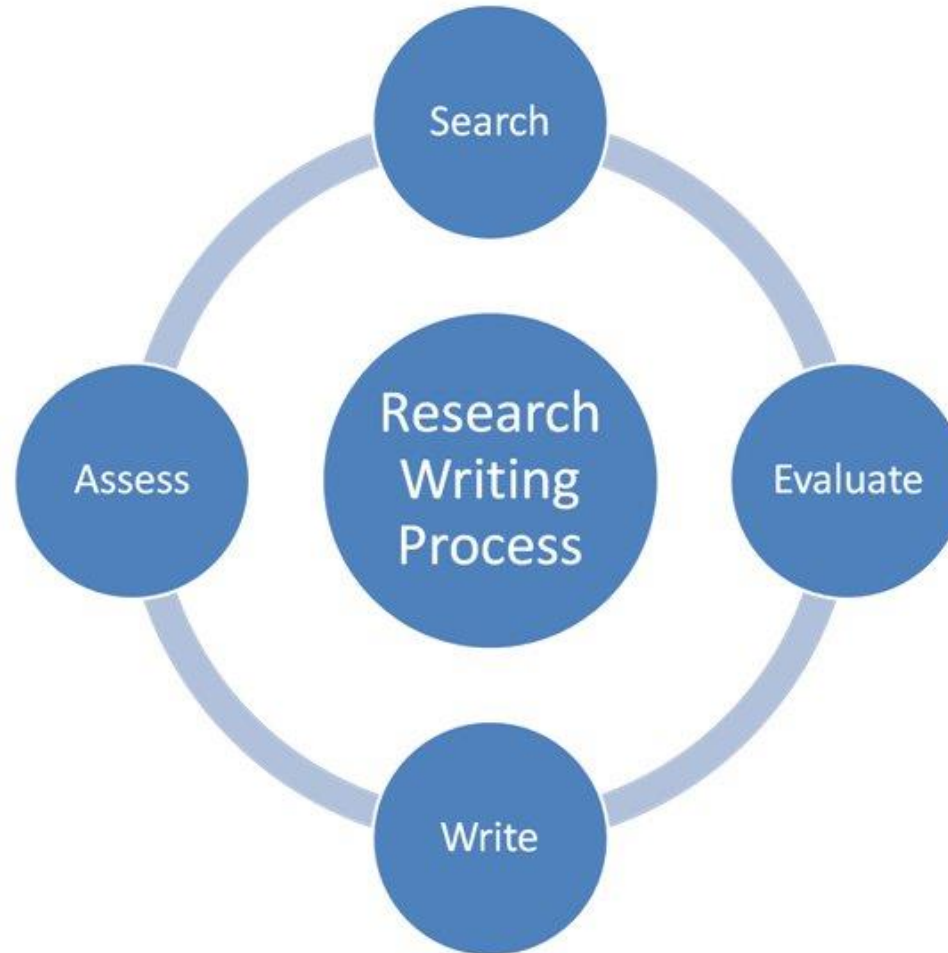 Search
Research
Writing
Process
Assess
Evaluate
Write